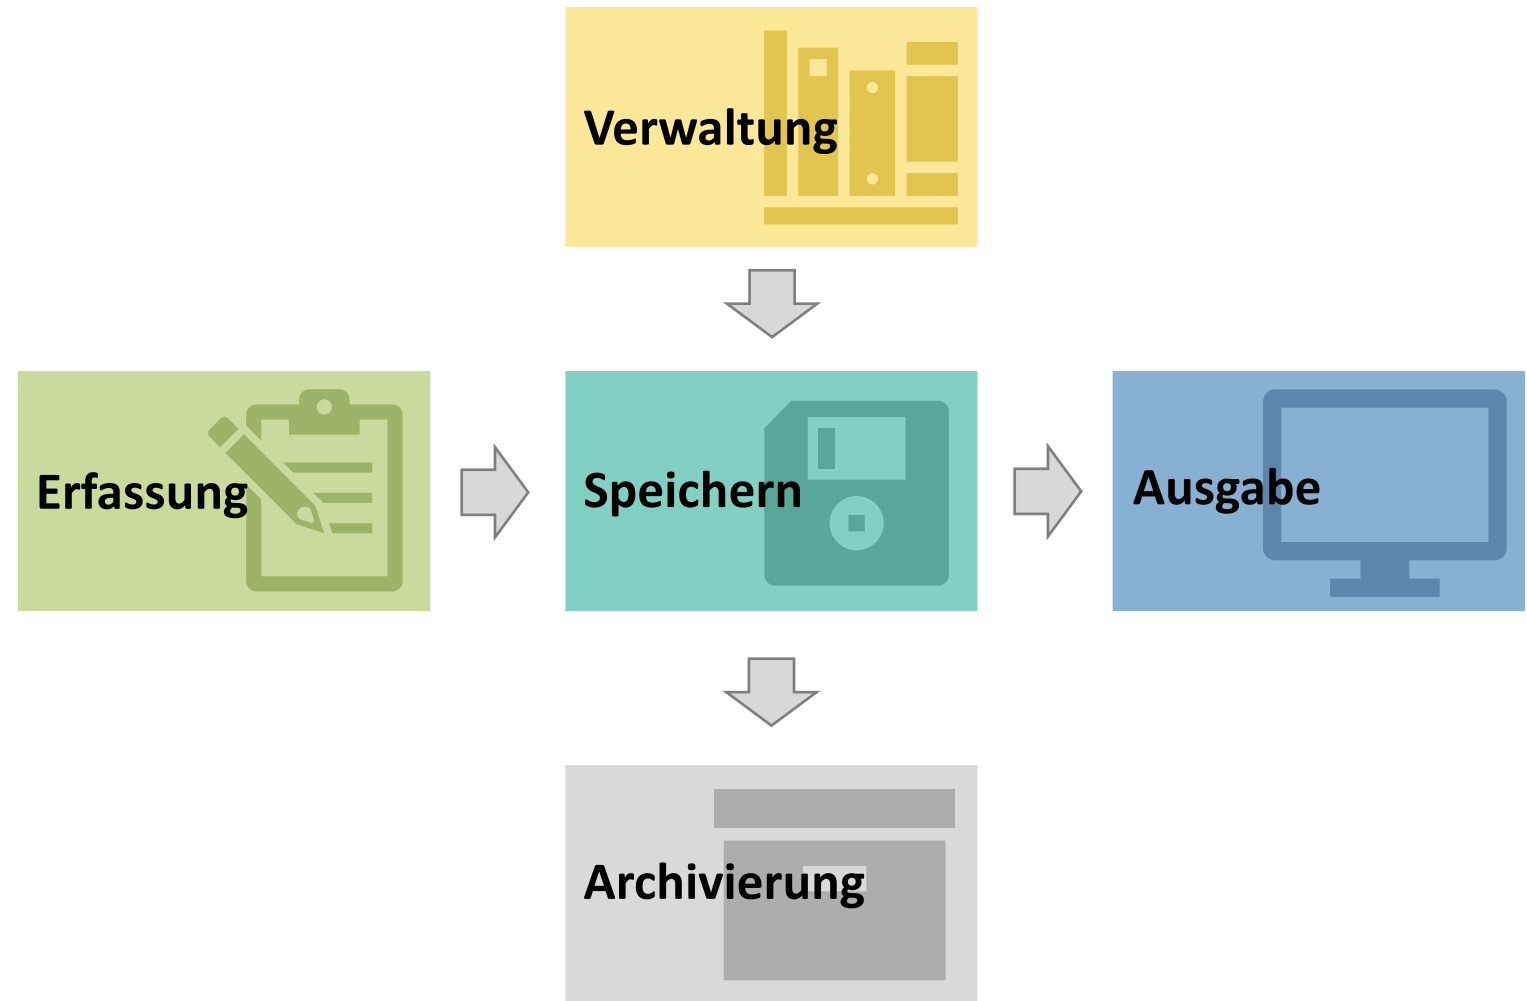 Verwaltung
Erfassung
Speichern
Ausgabe
Archivierung